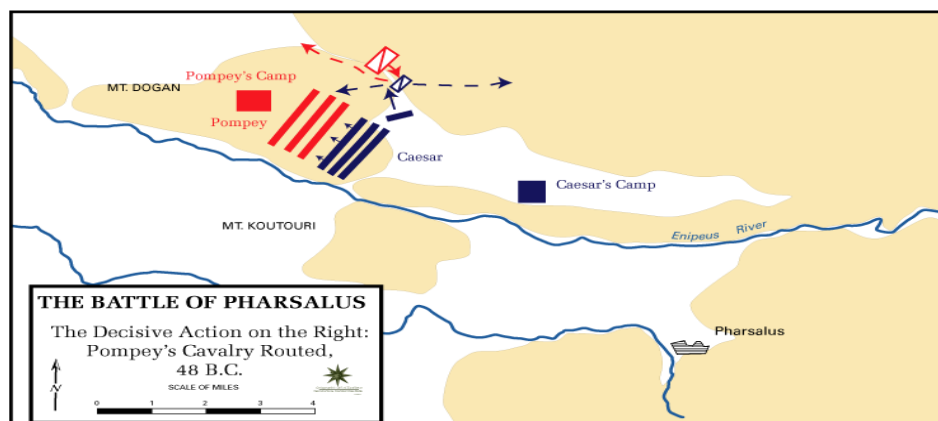 Pompey's Camp
MT. DOGAN
Pompey
Caesar
Caesar's Camp
MT. KOUTOURI
Enipeus River
Pharsalus
THE BATTLE OF PHARSALUS
The Decisive Action on the Right:
Pompey's Cavalry Routed,
48 B.C.
SCALE OF MILES
N
0 1 2 3 4